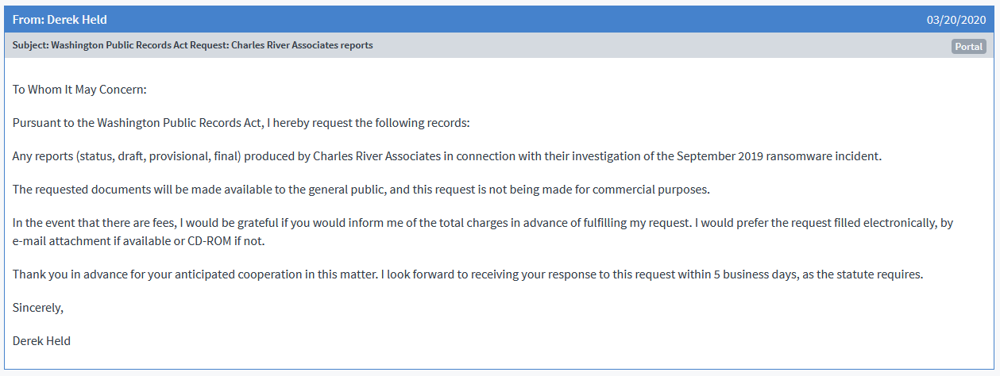 From: Derek Held 03/20/2020
Subject: Washington Public Records Act Request: Charles River Associates reports Portal
To Whom It May Concern:
Pursuant to the Washington Public Records Act, I hereby request the following records:
Any reports (status, draft, provisional, final) produced by Charles River Associates in connection with their investigation of the September 2019 ransomware incident.
The requested documents will be made available to the general public, and this request is not being made for commercial purposes.
In the event that there are fees, I would be grateful if you would inform me of the total charges in advance of fulfilling my request. I would prefer the request filled electronically, by
e-mail attachment if available or CD-ROM if not.
Thank you in advance for your anticipated cooperation in this matter. I look forward to receiving your response to this request within 5 business days, as the statute requires.
Sincerely,
Derek Held